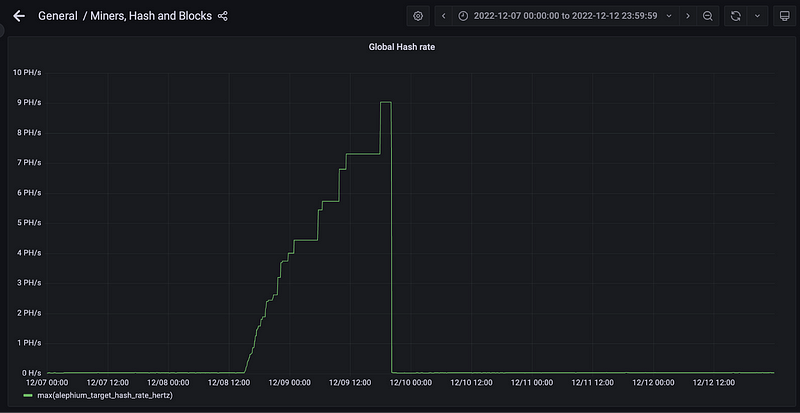 General / Miners, Hash and Blocks
2022-12-07 00:00:00 to 2022-12-12 23:59:59
Global Hash rate
10 PH/s
9 PH/s
8 PH/s
7 PH/s
6 PH/s
5 PH/s
4 PH/s
3 PH/s
2 PH/s
1 PH/s
0 H/s
12/07 00:00 12/07 12:00 12/08 00:00 12/08 12:00 12/09 00:00 12/09 12:00 12/10 00:00 12/10 12:00 12/11 00:00 12/11 12:00 12/12 00:00 12/12 12:00
max(alephium_target_hash_rate_hertz)